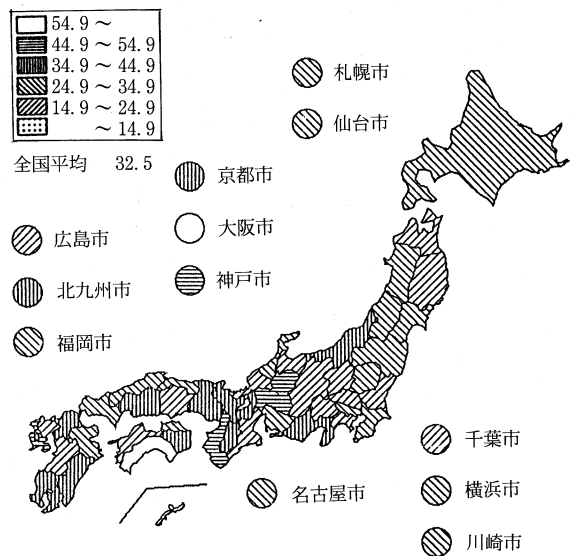 54.9～
44.9～54.9
34.9～44.9
24.9～34.9
14.9～24.9
～14.9
全国平均 32.5
札幌市
仙台市
京都市
大阪市
神戸市
広島市
北九州市
福岡市
千葉市
横浜市
川崎市
名古屋市